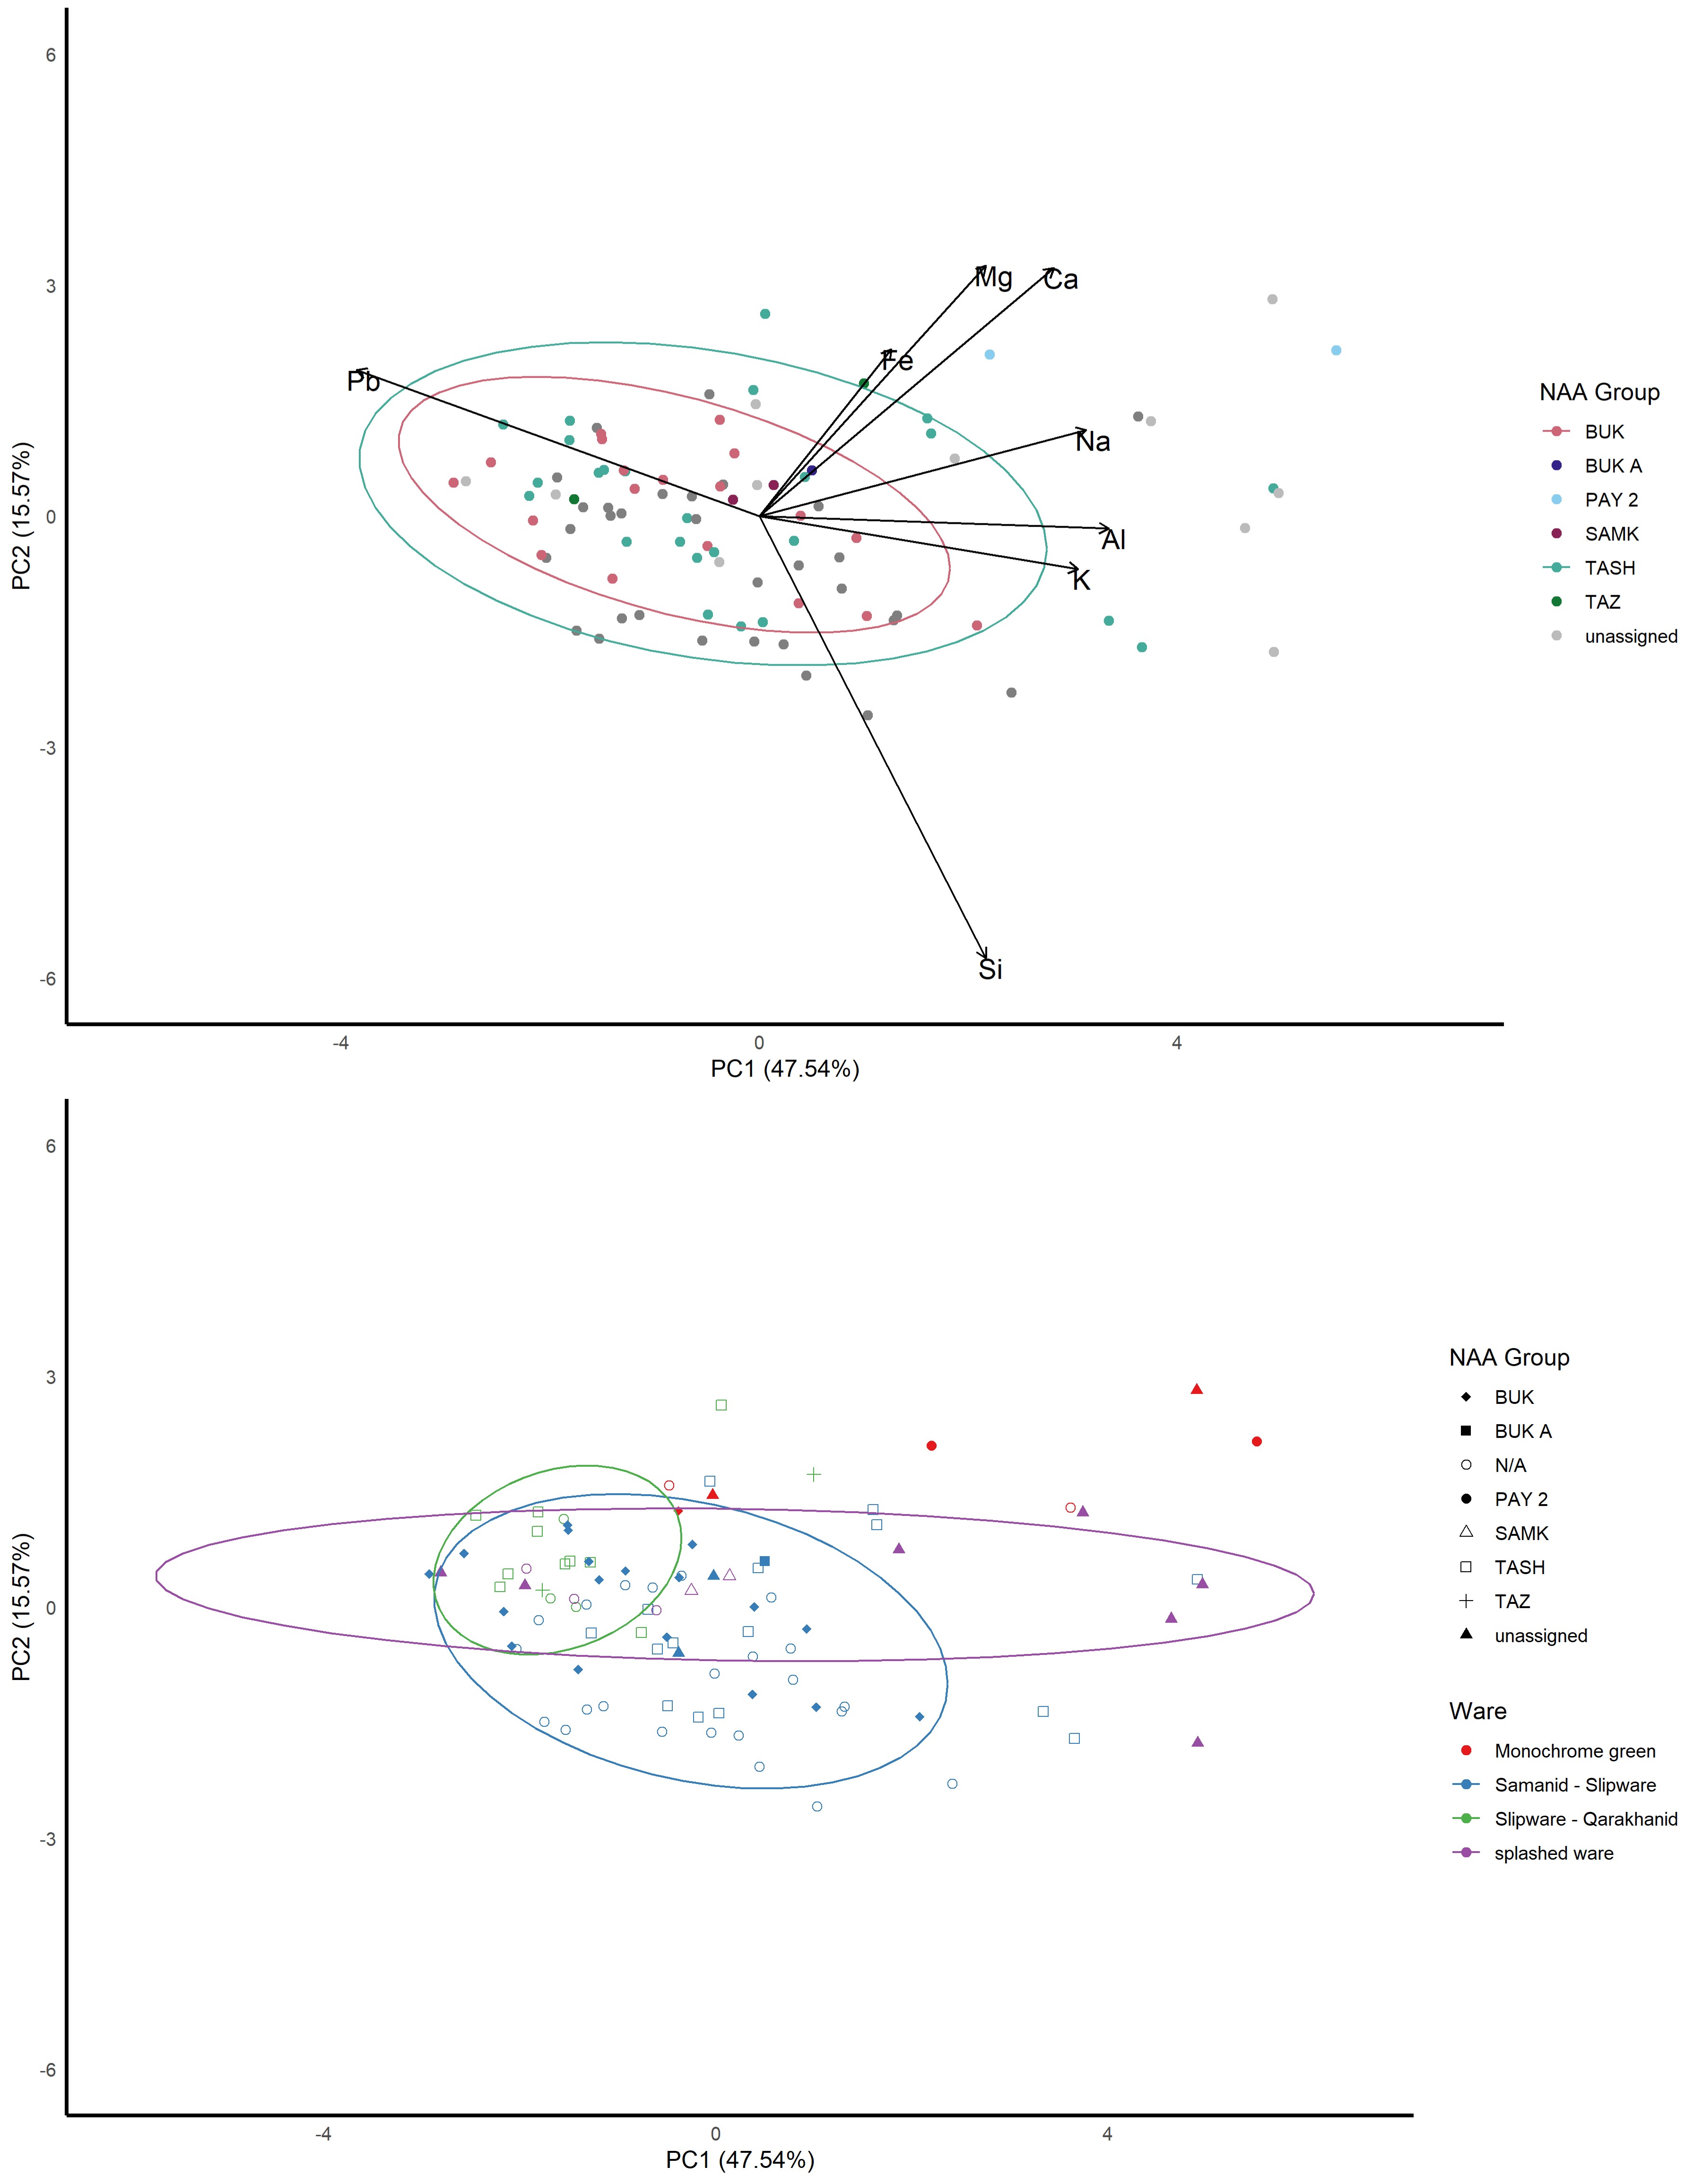 6
3
0
-3
-6
PC2 (15.57%)
Mg
Ca
Fe
Pb
Na
Al
K
Si
-4
0
4
PC1 (47.54%)
NAA Group
BUK
BUK A
PAY 2
SAMK
TASH
TAZ
unassigned
6
3
0
-3
-6
PC2 (15.57%)
-4
0
4
PC1 (47.54%)
NAA Group
BUK
BUK A
N/A
PAY 2
SAMK
TASH
TAZ
unassigned
Ware
Monochrome green
Samanid - Slipware
Slipware - Qarakhanid
splashed ware